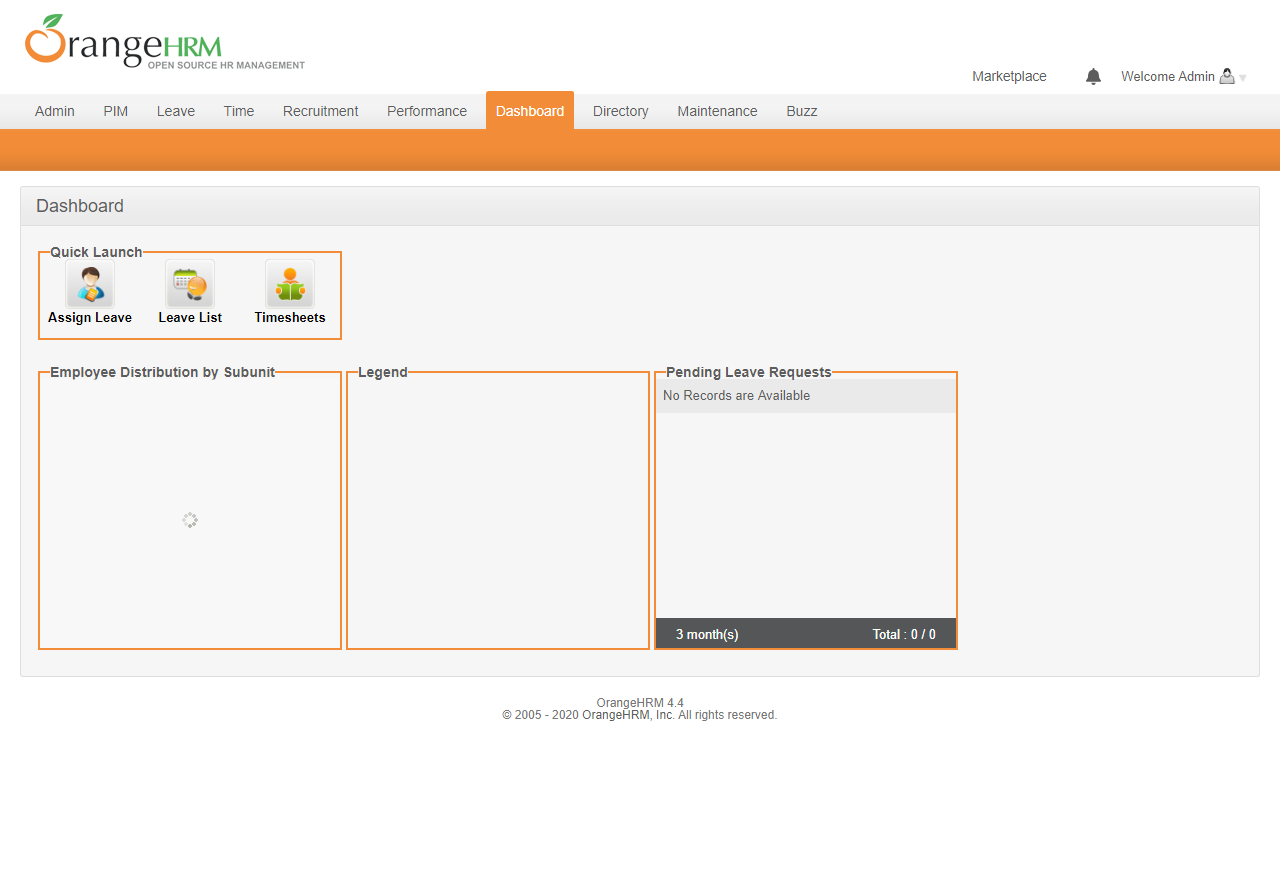 OrangeHRM
OPEN SOURCE HR MANAGEMENT
Marketplace Welcome Admin
Admin PIM Leave Time Recruitment Performance Dashboard Directory Maintenance Buzz
Dashboard
Quick Launch
Assign Leave Leave List Timesheets
Employee Distribution by Subunit Legend Pending Leave Requests
No Records are Available
3 month(s) Total : 0 / 0
OrangeHRM 4.4
© 2005 - 2020 OrangeHRM, Inc. All rights reserved.